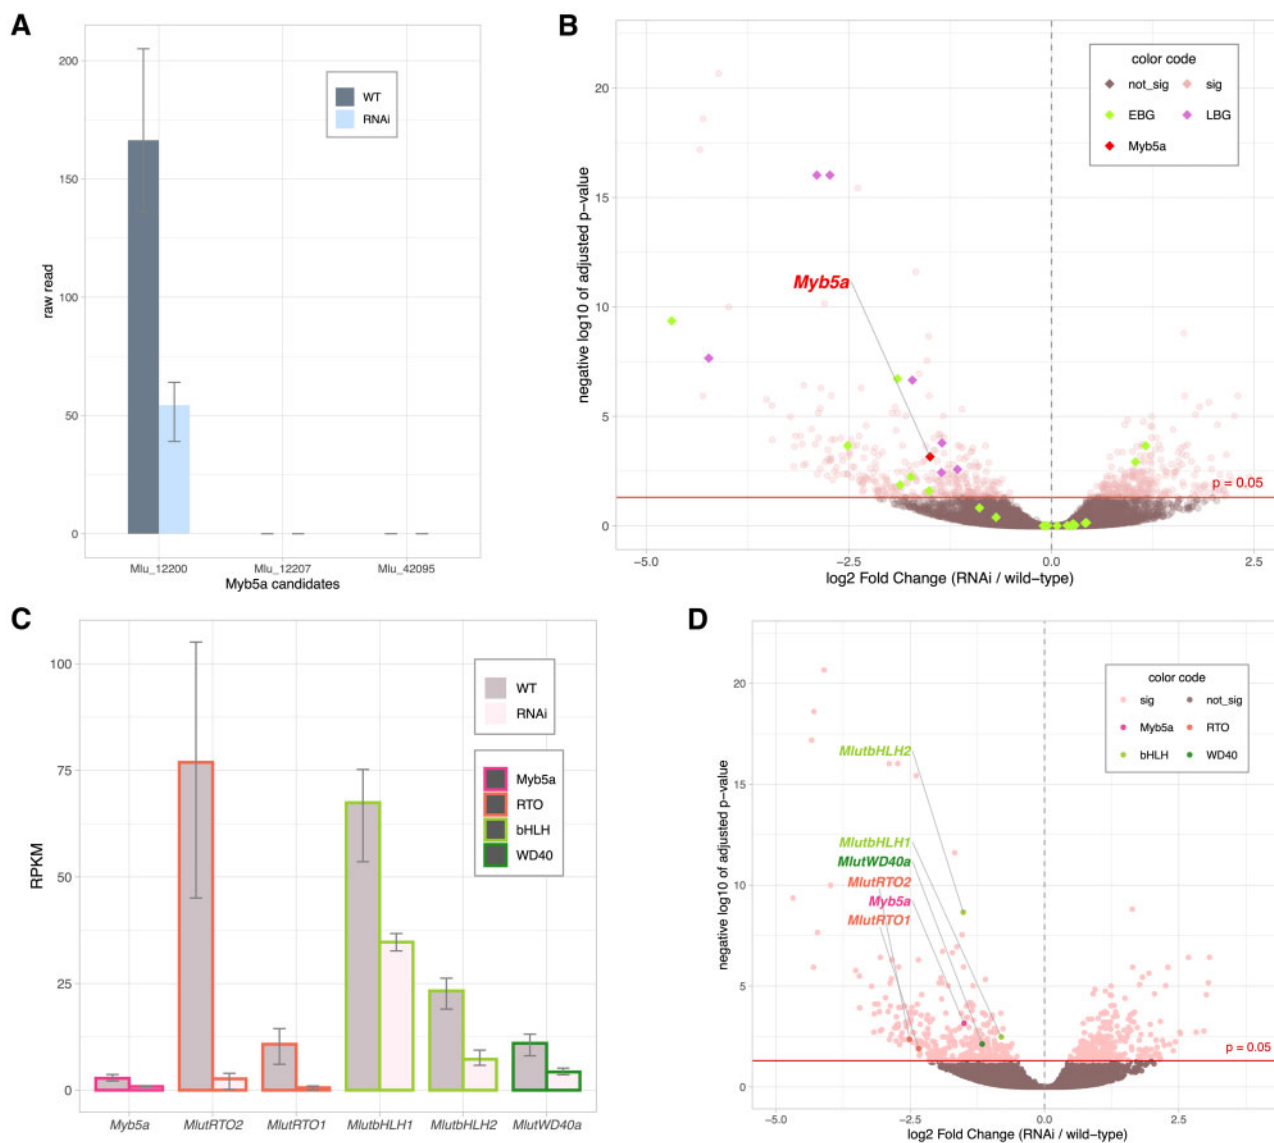 A
raw read
200
150
100
50
0
WT
RNAi
Mlu_12200 Mlu_12207 Mlu_42095
Myb5a candidates
B
negative log10 of adjusted p-value
20
15
10
5
0
color code
not_sig sig
EBG LBG
Myb5a
Myb5a
p = 0.05
-5.0 -2.5 0.0 2.5
log2 Fold Change (RNAi / wild-type)
C
RPKM
100
75
50
25
0
WT
RNAi
Myb5a
RTO
bHLH
WD40
Myb5a MlutRTO2 MlutRTO1 MlutbHLH1 MlutbHLH2 MlutWD40a
D
negative log10 of adjusted p-value
20
15
10
5
0
color code
sig not_sig
Myb5a RTO
bHLH WD40
MlutbHLH2
MlutbHLH1
MlutWD40a
MlutRTO2
Myb5a
MlutRTO1
p = 0.05
-5.0 -2.5 0.0 2.5
log2 Fold Change (RNAi / wild-type)